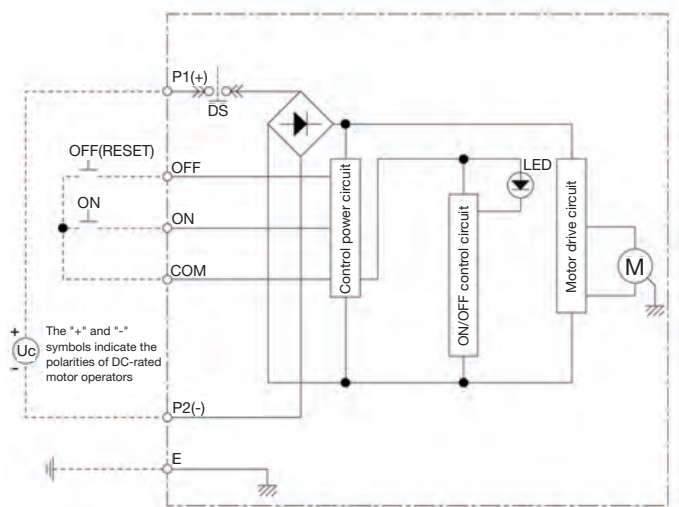 P1(+)
DS
OFF(RESET)
OFF
ON
ON
COM
Control power circuit
LED
ON/OFF control circuit
Motor drive circuit
M
+
Uc
-
The "+" and "-"
symbols indicate the
polarities of DC-rated
motor operators
P2(-)
E